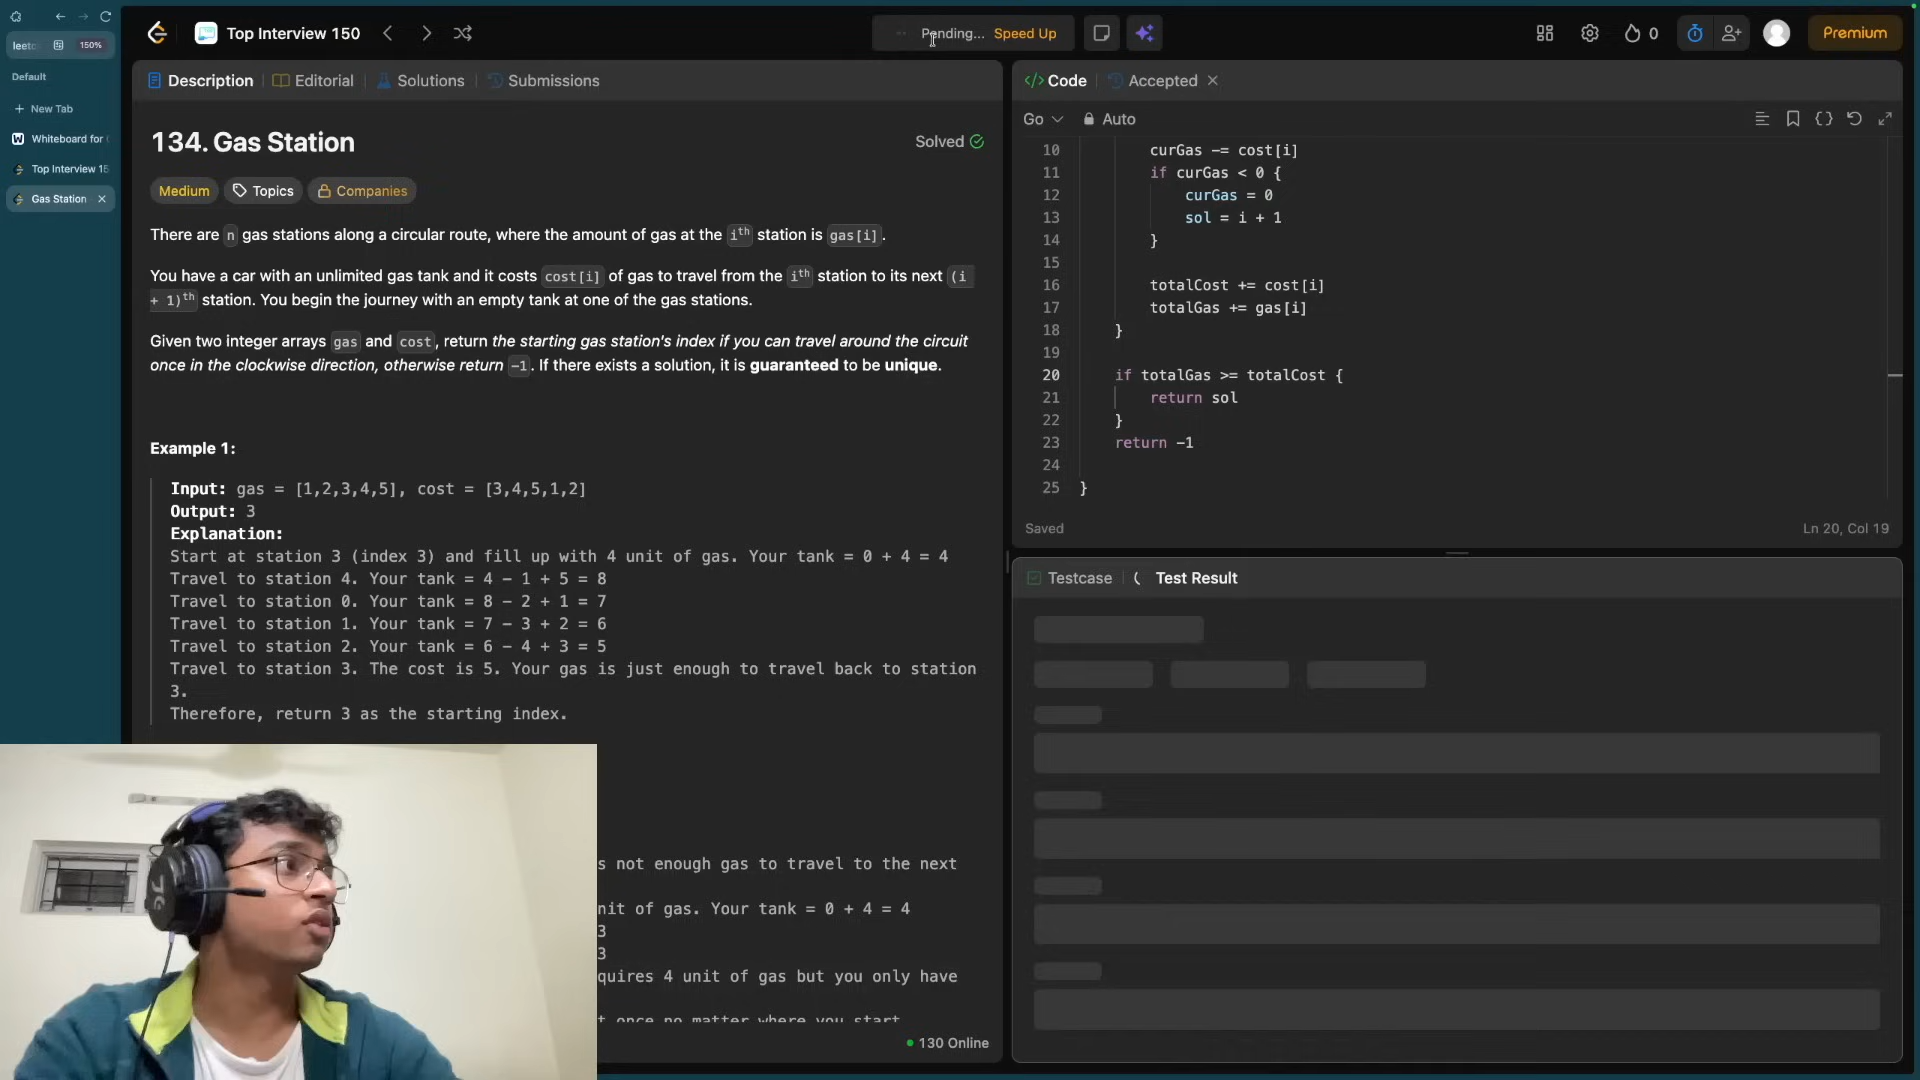 leetc
150%
Default
New Tab
Whiteboard for
Top Interview 15
Gas Station
Top Interview 150
Pending...
Speed Up
0
Premium
Description
Editorial
Solutions
Submissions
134. Gas Station
Solved
Medium
Topics
Companies
There are n gas stations along a circular route, where the amount of gas at the ith station is gas[i].
You have a car with an unlimited gas tank and it costs cost[i] of gas to travel from the ith station to its next (i
+ 1)th station. You begin the journey with an empty tank at one of the gas stations.
Given two integer arrays gas and cost, return the starting gas station's index if you can travel around the circuit
once in the clockwise direction, otherwise return -1. If there exists a solution, it is guaranteed to be unique.
Example 1:
Input: gas = [1,2,3,4,5], cost = [3,4,5,1,2]
Output: 3
Explanation:
Start at station 3 (index 3) and fill up with 4 unit of gas. Your tank = 0 + 4 = 4
Travel to station 4. Your tank = 4 - 1 + 5 = 8
Travel to station 0. Your tank = 8 - 2 + 1 = 7
Travel to station 1. Your tank = 7 - 3 + 2 = 6
Travel to station 2. Your tank = 6 - 4 + 3 = 5
Travel to station 3. The cost is 5. Your gas is just enough to travel back to station
3.
Therefore, return 3 as the starting index.
s not enough gas to travel to the next
nit of gas. Your tank = 0 + 4 = 4
3
3
quires 4 unit of gas but you only have
t once no matter where you start
130 Online
</> Code
Accepted
Go
Auto
10 curGas -= cost[i]
11 if curGas < 0 {
12 curGas = 0
13 sol = i + 1
14 }
15
16 totalCost += cost[i]
17 totalGas += gas[i]
18 }
19
20 if totalGas >= totalCost {
21 return sol
22 }
23 return -1
24
25 }
Saved
Ln 20, Col 19
Testcase
Test Result